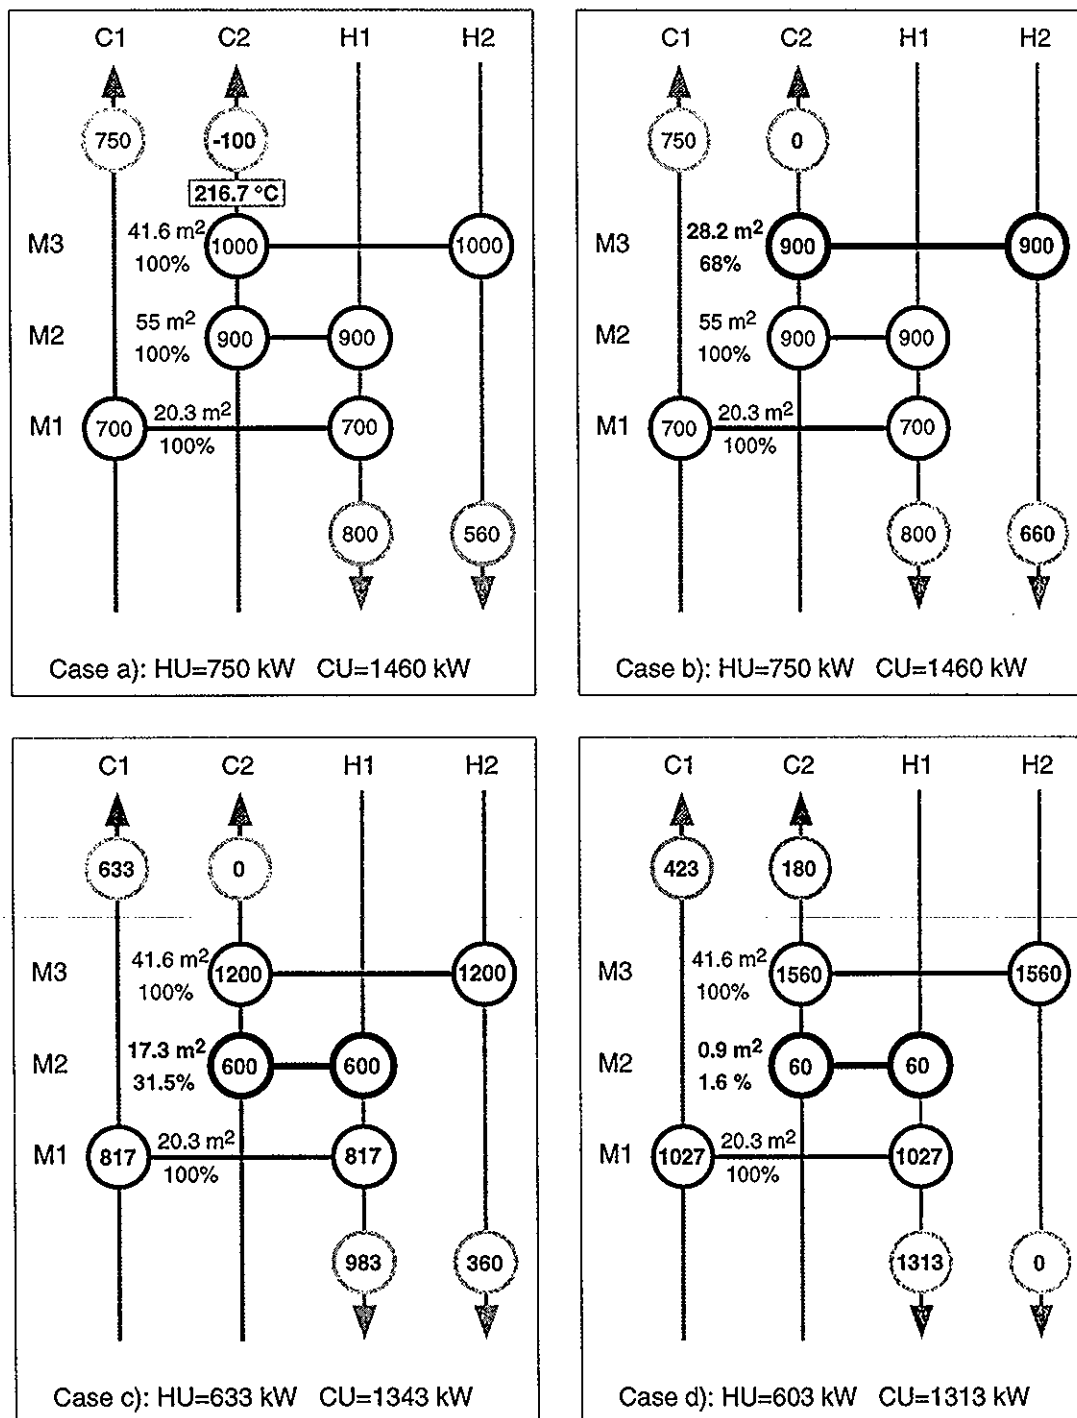 C1 C2 H1 H2
750 -100
216.7 °C
M3 41.6 m² 100% 1000 1000
M2 55 m² 100% 900 900
M1 700 20.3 m² 100% 700
800 560
Case a): HU=750 kW CU=1460 kW
C1 C2 H1 H2
750 0
M3 28.2 m² 68% 900 900
M2 55 m² 100% 900 900
M1 700 20.3 m² 100% 700
800 660
Case b): HU=750 kW CU=1460 kW
C1 C2 H1 H2
633 0
M3 41.6 m² 100% 1200 1200
M2 17.3 m² 31.5% 600 600
M1 817 20.3 m² 100% 817
983 360
Case c): HU=633 kW CU=1343 kW
C1 C2 H1 H2
423 180
M3 41.6 m² 100% 1560 1560
M2 0.9 m² 1.6 % 60 60
M1 1027 20.3 m² 100% 1027
1313 0
Case d): HU=603 kW CU=1313 kW